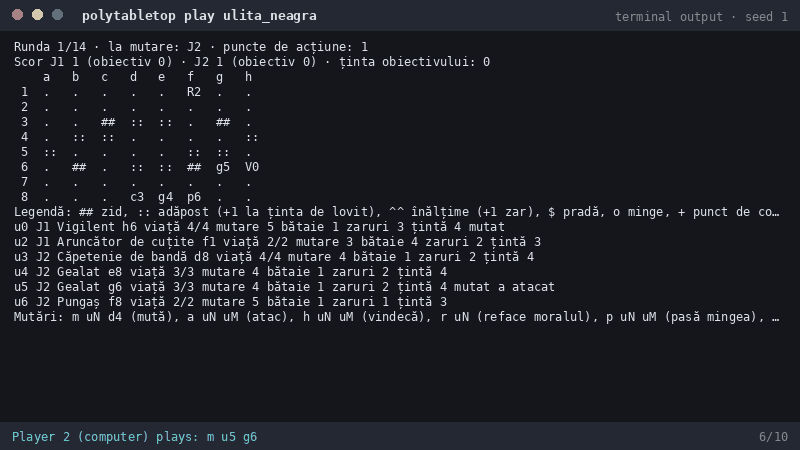 polytabletop play ulita_neagra
terminal output · seed 1
Runda 1/14 · la mutare: J2 · puncte de acțiune: 1
Scor J1 1 (obiectiv 0) · J2 1 (obiectiv 0) · ținta obiectivului: 0
a b c d e f g h
1 . . . . . R2 . .
2 . . . . . . . .
3 . . ## :: :: . ## .
4 . :: :: . . . . ::
5 :: . . . . :: :: .
6 . ## . :: :: ## g5 V0
7 . . . . . . . .
8 . . . c3 g4 p6 . .
Legendă: ## zid, :: adăpost (+1 la ținta de lovit), ^^ înălțime (+1 zar), $ pradă, o minge, + punct de co…
u0 J1 Vigilent h6 viață 4/4 mutare 5 bătaie 1 zaruri 3 țintă 4 mutat
u2 J1 Aruncător de cuțite f1 viață 2/2 mutare 3 bătaie 4 zaruri 2 țintă 3
u3 J2 Căpetenie de bandă d8 viață 4/4 mutare 4 bătaie 1 zaruri 2 țintă 4
u4 J2 Gealat e8 viață 3/3 mutare 4 bătaie 1 zaruri 2 țintă 4
u5 J2 Gealat g6 viață 3/3 mutare 4 bătaie 1 zaruri 2 țintă 4 mutat a atacat
u6 J2 Pungaș f8 viață 2/2 mutare 5 bătaie 1 zaruri 1 țintă 3
Mutări: m uN d4 (mută), a uN uM (atac), h uN uM (vindecă), r uN (reface moralul), p uN uM (pasă mingea), …
Player 2 (computer) plays: m u5 g6
6/10